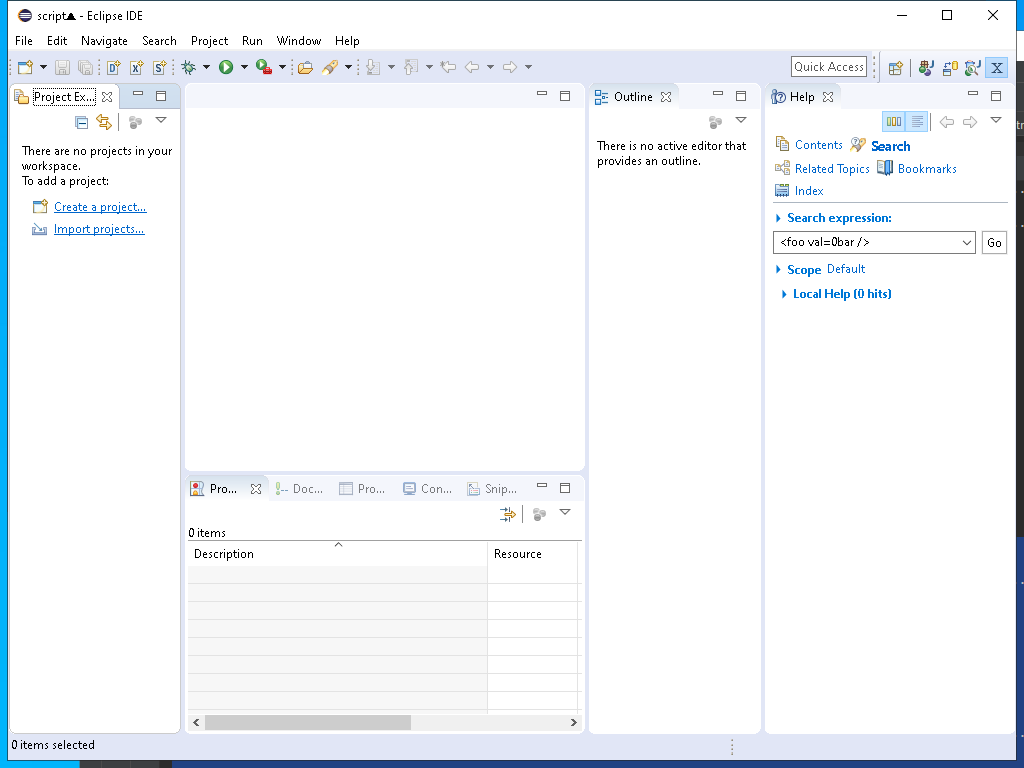 script▲ - Eclipse IDE
File Edit Navigate Search Project Run Window Help
Quick Access
Project Ex...
There are no projects in your
workspace.
To add a project:
Create a project...
Import projects...
Outline
There is no active editor that
provides an outline.
Help
Contents Search
Related Topics Bookmarks
Index
Search expression:
<foo val=0bar /> Go
Scope Default
Local Help (0 hits)
Pro... Doc... Pro... Con... Snip...
0 items
Description Resource
0 items selected